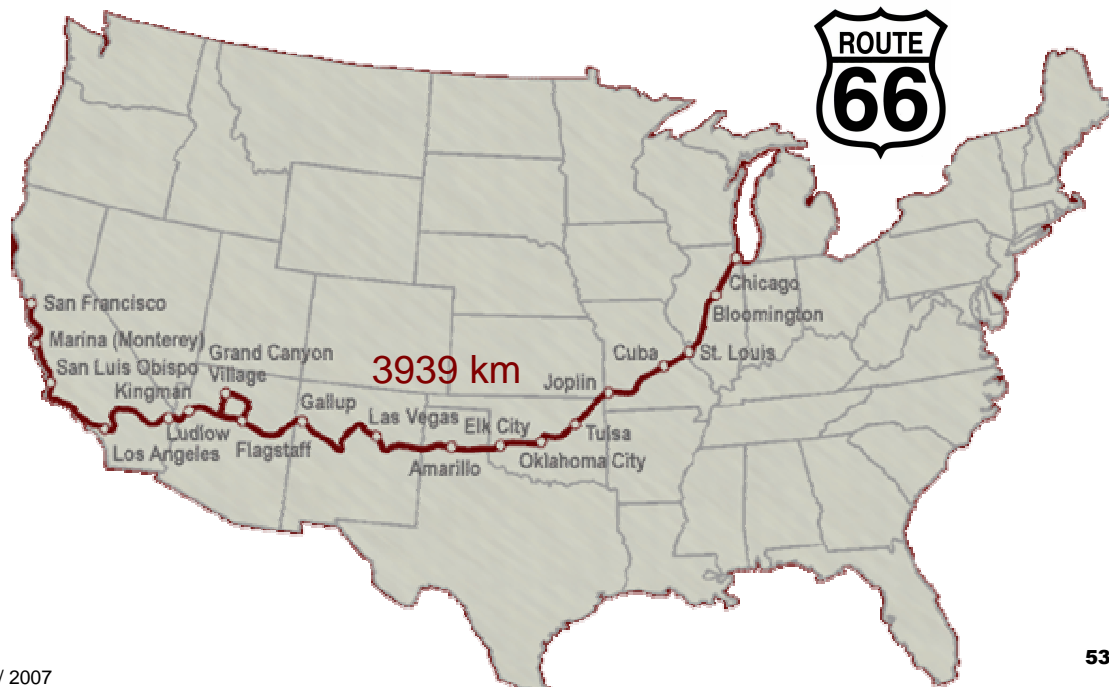 ROUTE
66
San Francisco
Marina (Monterey)
San Luis Obispo
Kingman
Grand Canyon
Village
3939 km
Chicago
Bloomington
St. Louis
Cuba
Joplin
Gallup
Las Vegas
Elk City
Tulsa
Ludlow
Los Angeles
Flagstaff
Amarillo
Oklahoma City
/ 2007
53